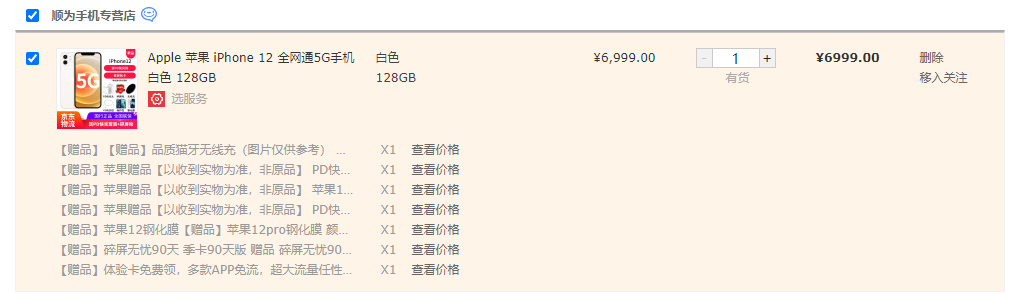 顺为手机专营店
Apple 苹果 iPhone 12 全网通5G手机 白色 ¥6,999.00 - 1 + ¥6999.00 删除
白色 128GB 128GB 有货 移入关注
选服务
iPhone12
5G
京东
物流
【赠品】【赠品】品质猫牙无线充（图片仅供参考） ... X1 查看价格
【赠品】苹果赠品【以收到实物为准，非原品】 PD快... X1 查看价格
【赠品】苹果赠品【以收到实物为准，非原品】 苹果1... X1 查看价格
【赠品】苹果赠品【以收到实物为准，非原品】 PD快... X1 查看价格
【赠品】苹果12钢化膜【赠品】苹果12pro钢化膜 颜... X1 查看价格
【赠品】碎屏无忧90天 季卡90天版 赠品 碎屏无忧90... X1 查看价格
【赠品】体验卡免费领，多款APP免流，超大流量任性... X1 查看价格